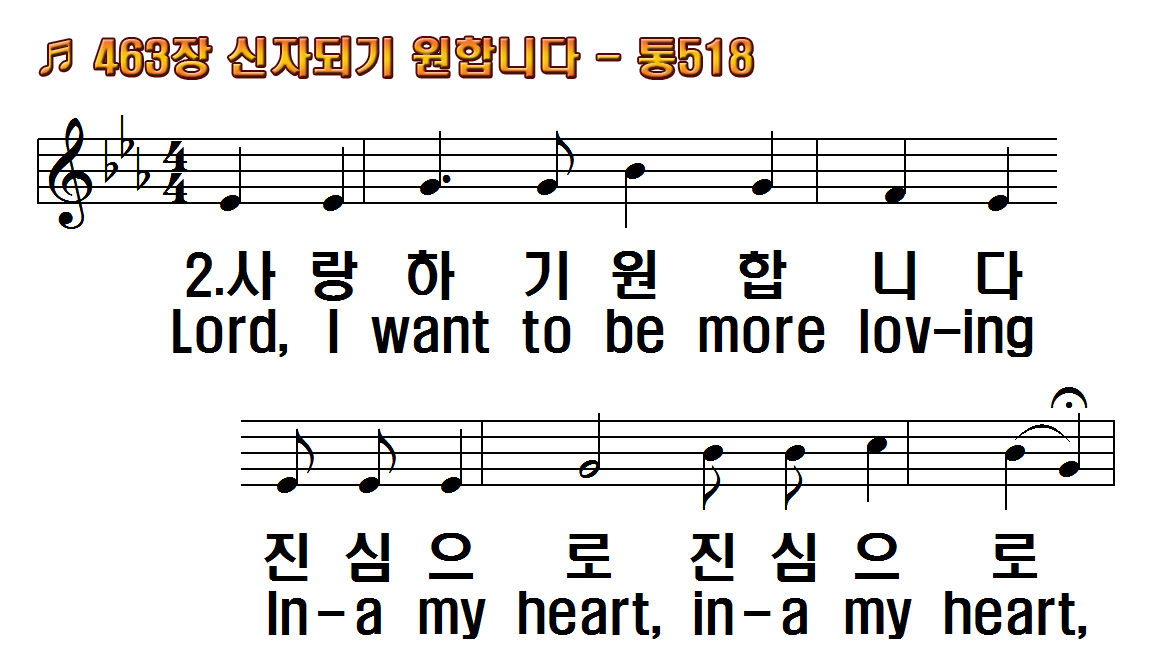 ♬ 463장 신자되기 원합니다 - 통518
4
4
2.사 랑 하 기 원 합 니 다
Lord, I want to be more lov-ing
진 심 으 로 진 심 으 로
In-a my heart, in-a my heart,